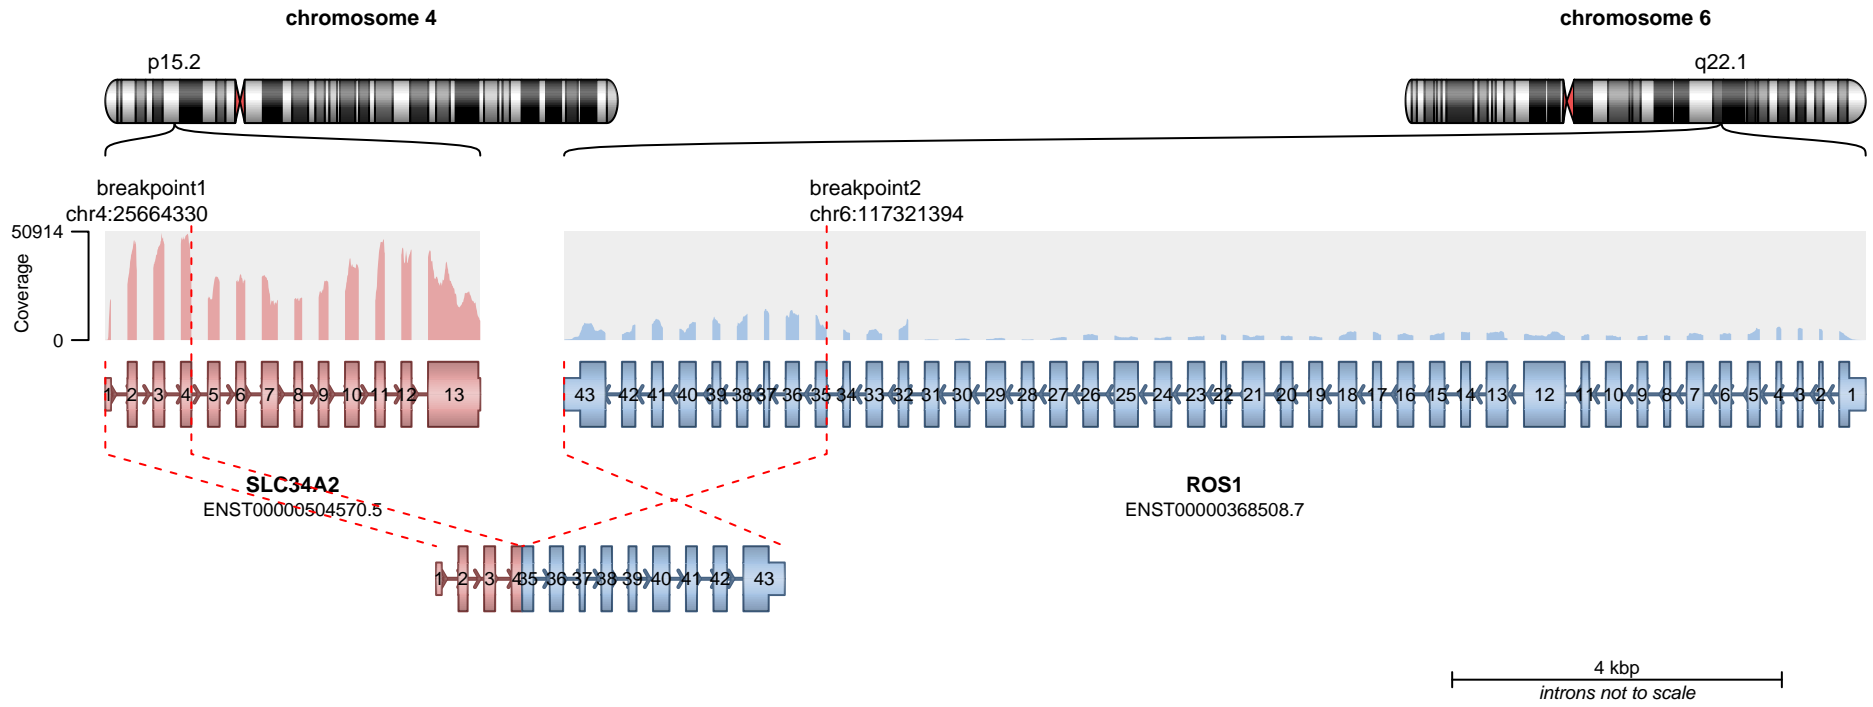 chromosome 4
chromosome 6
p15.2
q22.1
breakpoint1
chr4:25664330
breakpoint2
chr6:117321394
50914
Coverage
0
1 2 3 4 5 6 7 8 9 10 11 12 13
43 42 41 40 39 38 37 36 35 34 33 32 31 30 29 28 27 26 25 24 23 22 21 20 19 18 17 16 15 14 13 12 11 10 9 8 7 6 5 4 3 2 1
SLC34A2
ENST00000504570.5
ROS1
ENST00000368508.7
1 2 3 4 35 36 37 38 39 40 41 42 43
4 kbp
introns not to scale